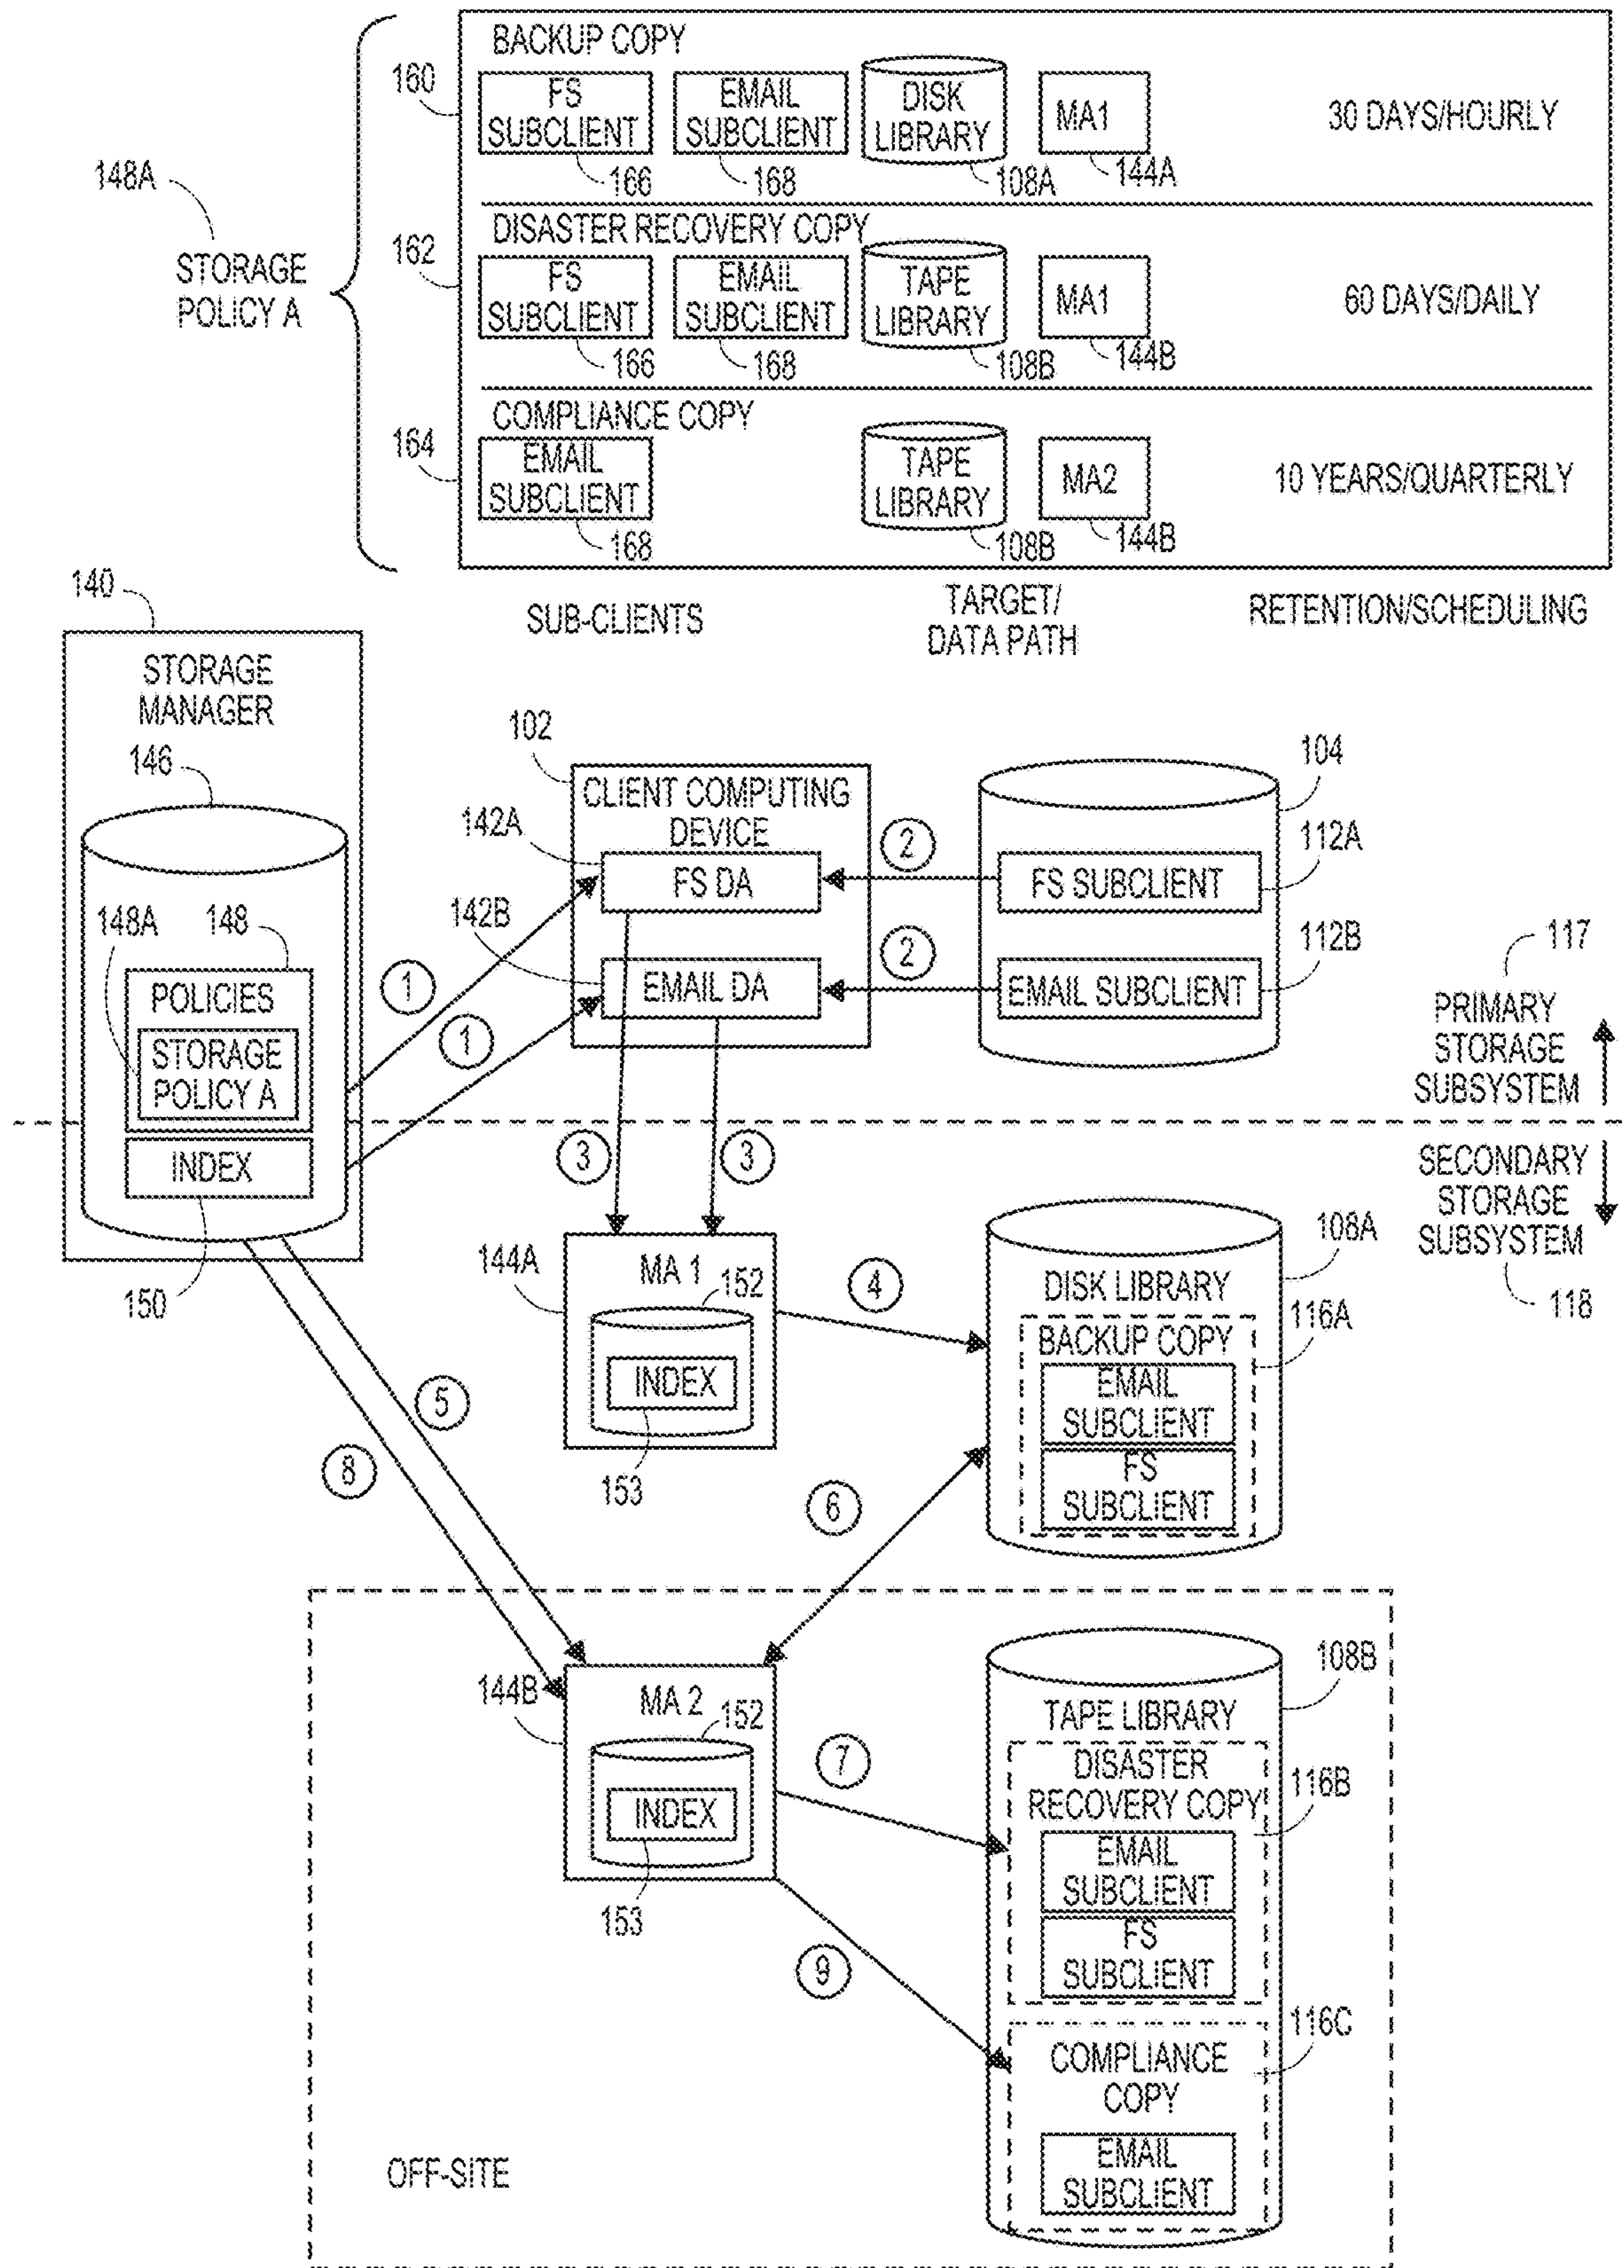 BACKUP COPY
160
FS
SUBCLIENT
166
EMAIL
SUBCLIENT
168
DISK
LIBRARY
108A
MA1
144A
30 DAYS/HOURLY
148A
STORAGE
POLICY A
DISASTER RECOVERY COPY
162
FS
SUBCLIENT
166
EMAIL
SUBCLIENT
168
TAPE
LIBRARY
108B
MA1
144B
60 DAYS/DAILY
COMPLIANCE COPY
164
EMAIL
SUBCLIENT
168
TAPE
LIBRARY
108B
MA2
144B
10 YEARS/QUARTERLY
SUB-CLIENTS
TARGET/
DATA PATH
RETENTION/SCHEDULING
140
STORAGE
MANAGER
146
148A
148
POLICIES
STORAGE
POLICY A
INDEX
150
102
CLIENT COMPUTING
DEVICE
142A
FS DA
142B
EMAIL DA
104
FS SUBCLIENT
112A
EMAIL SUBCLIENT
112B
1
1
2
2
117
PRIMARY
STORAGE
SUBSYSTEM
SECONDARY
STORAGE
SUBSYSTEM
118
3
3
144A
MA 1
152
INDEX
153
4
108A
DISK LIBRARY
BACKUP COPY
116A
EMAIL
SUBCLIENT
FS
SUBCLIENT
5
8
6
144B
MA 2
152
INDEX
153
7
9
108B
TAPE LIBRARY
DISASTER
RECOVERY COPY
116B
EMAIL
SUBCLIENT
FS
SUBCLIENT
116C
COMPLIANCE
COPY
EMAIL
SUBCLIENT
OFF-SITE